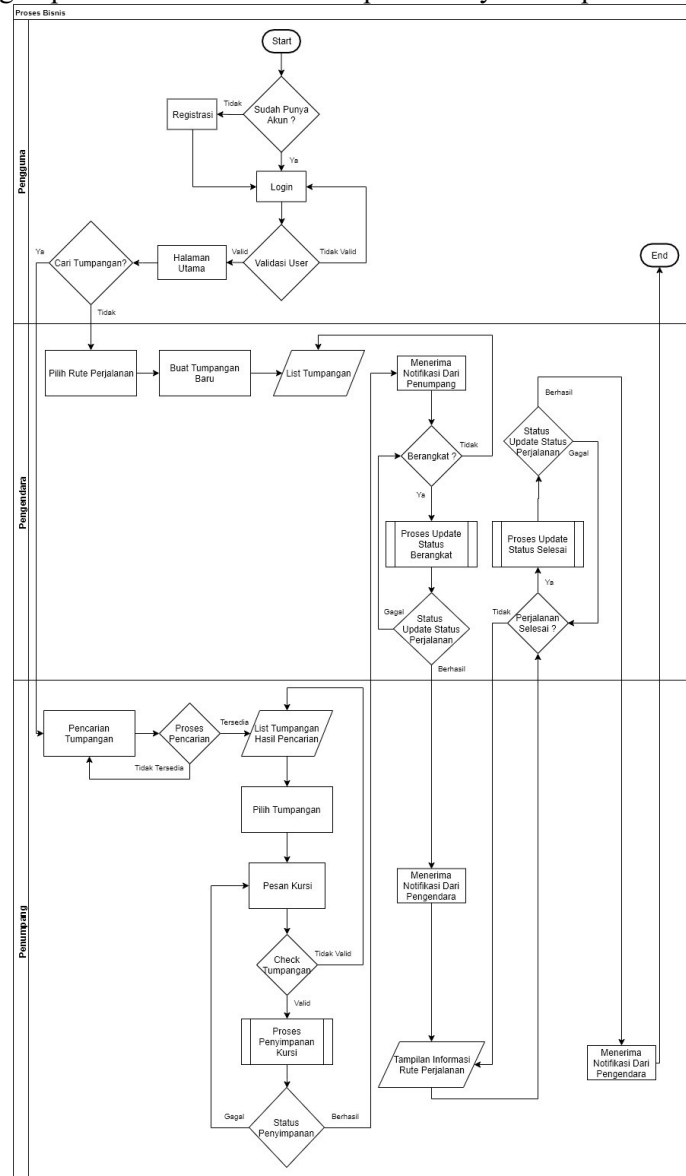 Proses Bisnis
Pengguna
Start
Sudah Punya
Akun ?
Tidak
Registrasi
Ya
Login
Validasi User
Valid
Tidak Valid
Halaman
Utama
Cari Tumpangan?
Ya
Tidak
End
Pengendara
Pilih Rute Perjalanan
Buat Tumpangan
Baru
List Tumpangan
Menerima
Notifikasi Dari
Penumpang
Berangkat ?
Tidak
Ya
Proses Update
Status
Berangkat
Gagal
Status
Update Status
Perjalanan
Berhasil
Berhasil
Status
Update Status
Perjalanan
Gagal
Proses Update
Status Selesai
Ya
Tidak
Perjalanan
Selesai ?
Penumpang
Pencarian
Tumpangan
Proses
Pencarian
Tersedia
Tidak Tersedia
List Tumpangan
Hasil Pencarian
Pilih Tumpangan
Pesan Kursi
Check
Tumpangan
Tidak Valid
Valid
Proses
Penyimpanan
Kursi
Gagal
Status
Penyimpanan
Berhasil
Menerima
Notifikasi Dari
Pengendara
Tampilan Informasi
Rute Perjalanan
Menerima
Notifikasi Dari
Pengendara